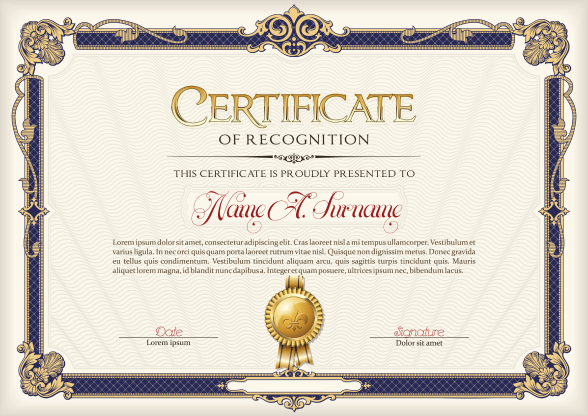 CERTIFICATE
OF RECOGNITION
THIS CERTIFICATE IS PROUDLY PRESENTED TO
Name A. Surname
Lorem ipsum dolor sit amet, consectetur adipiscing elit. Cras laoreet nisl a mi tempus ullamcorper. Vestibulum et
varius ligula. In nec orci quis quam porta laoreet rutrum vitae nisl. Quisque non dignissim metus. Donec gravida
eu tellus quis condimentum. Vestibulum tincidunt aliquam arcu, quis sagittis turpis tincidunt quis. Mauris
aliquet lorem magna, id blandit nunc dapibus a. Integer et quam posuere, ultrices ipsum nec, bibendum lacus.
Date
Lorem ipsum
Signature
Dolor sit amet